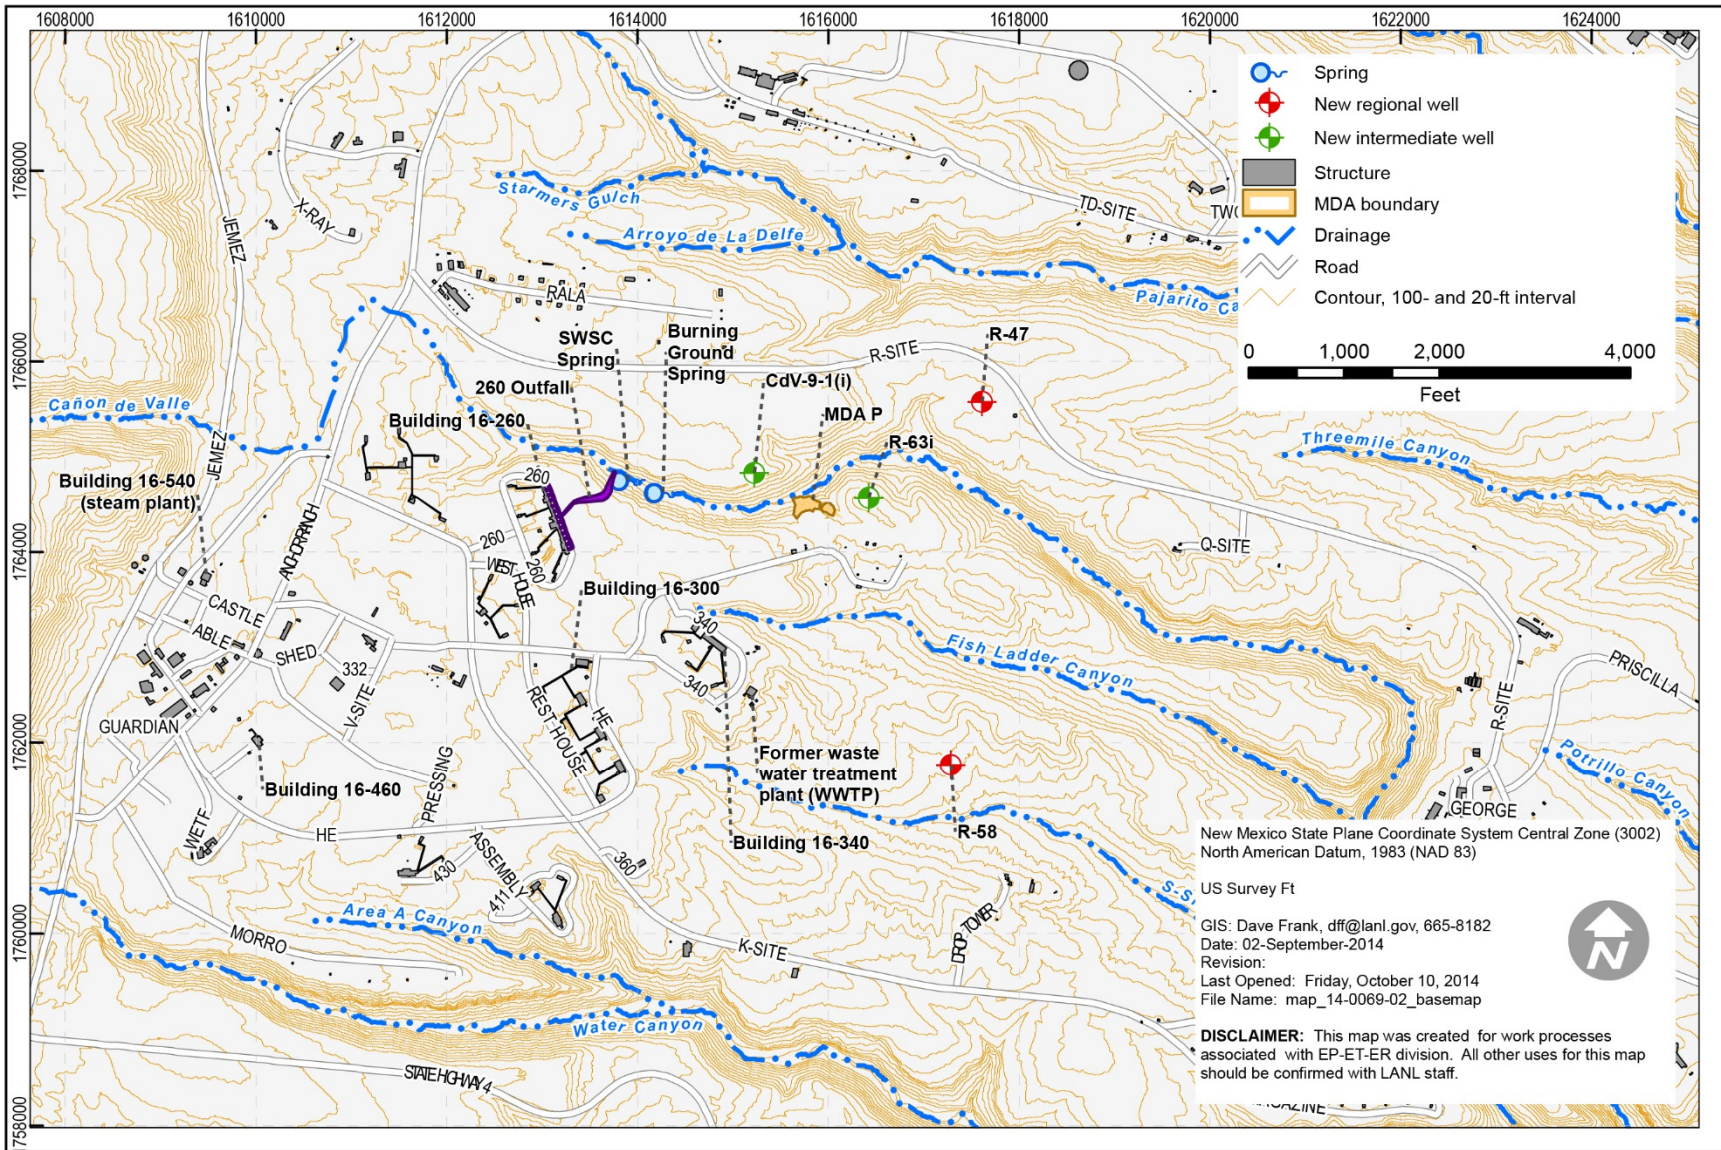 1608000
1610000
1612000
1614000
1616000
1618000
1620000
1622000
1624000
1768000
1766000
1764000
1762000
1760000
1758000
Spring
New regional well
New intermediate well
Structure
MDA boundary
Drainage
Road
Contour, 100- and 20-ft interval
0 1,000 2,000 4,000
Feet
Starmers Gulch
Arroyo de La Delfe
Pajarito Ca
TD-SITE
TWO
X-RAY
JEMEZ
RALA
SWSC
Spring
Burning
Ground
Spring
R-SITE
R-47
260 Outfall
CdV-9-1(i)
Cañon de Valle
Building 16-260
MDA P
R-63i
Threemile Canyon
JEMEZ
Building 16-540
(steam plant)
260
ANCHOR RANCH
260
260
WEST HOUSE
Q-SITE
CASTLE
Building 16-300
ABLE
SHED
340
Fish Ladder Canyon
PRISCILLA
332
V-SITE
340
R-SITE
GUARDIAN
REST-HOUSE
HE
Former waste
water treatment
plant (WWTP)
Potrillo Canyon
Building 16-460
PRESSING
GEORGE
WETF
HE
R-58
Building 16-340
ASSEMBLY
360
430
411
S-S
Area A Canyon
MORRO
K-SITE
DROP-TOWER
Water Canyon
STATE HIGHWAY 4
New Mexico State Plane Coordinate System Central Zone (3002)
North American Datum, 1983 (NAD 83)
US Survey Ft
GIS: Dave Frank, dff@lanl.gov, 665-8182
Date: 02-September-2014
Revision:
Last Opened: Friday, October 10, 2014
File Name: map_14-0069-02_basemap
N
DISCLAIMER: This map was created for work processes
associated with EP-ET-ER division. All other uses for this map
should be confirmed with LANL staff.